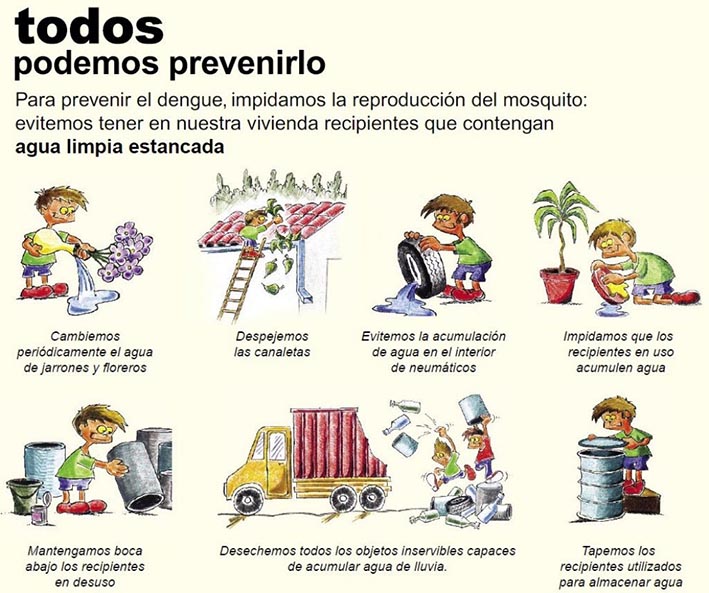 todos
podemos prevenirlo
Para prevenir el dengue, impidamos la reproducción del mosquito:
evitemos tener en nuestra vivienda recipientes que contengan
agua limpia estancada
Cambiemos
periódicamente el agua
de jarrones y floreros
Despejemos
las canaletas
Evitemos la acumulación
de agua en el interior
de neumáticos
Impidamos que los
recipientes en uso
acumulen agua
Mantengamos boca
abajo los recipientes
en desuso
Desechemos todos los objetos inservibles capaces
de acumular agua de lluvia.
Tapemos los
recipientes utilizados
para almacenar agua